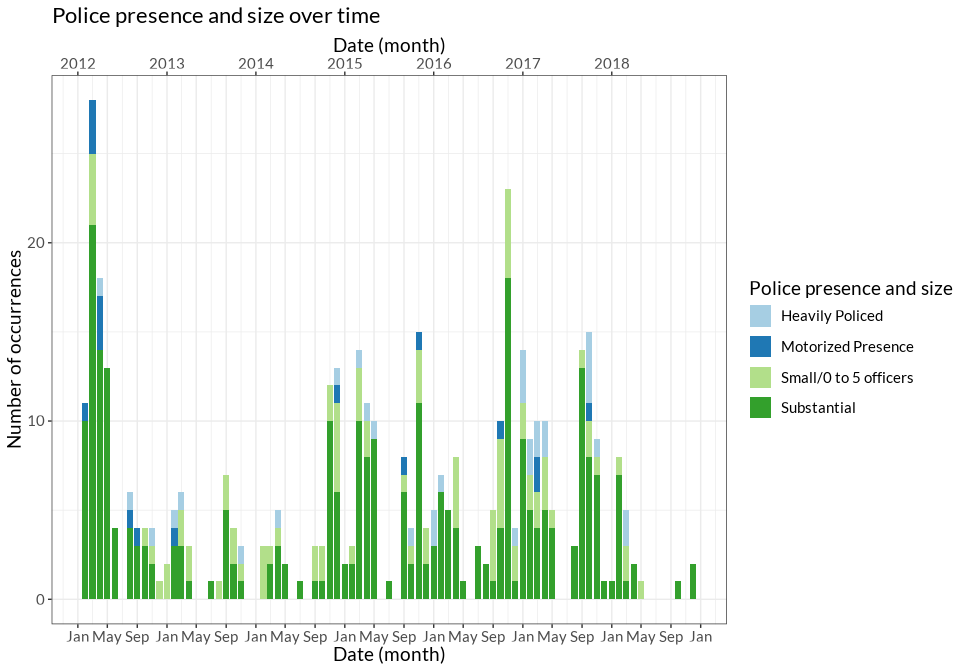 Police presence and size over time
Date (month)
2012 2013 2014 2015 2016 2017 2018
Number of occurrences
20
10
0
Jan May Sep Jan May Sep Jan May Sep Jan May Sep Jan May Sep Jan May Sep Jan May Sep Jan
Date (month)
Police presence and size
Heavily Policed
Motorized Presence
Small/0 to 5 officers
Substantial